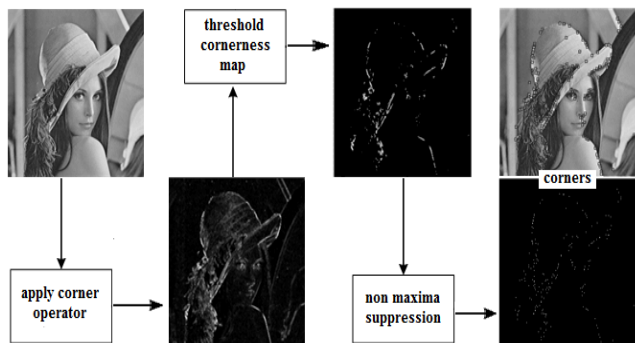 threshold
cornerness
map
corners
apply corner
operator
non maxima
suppression